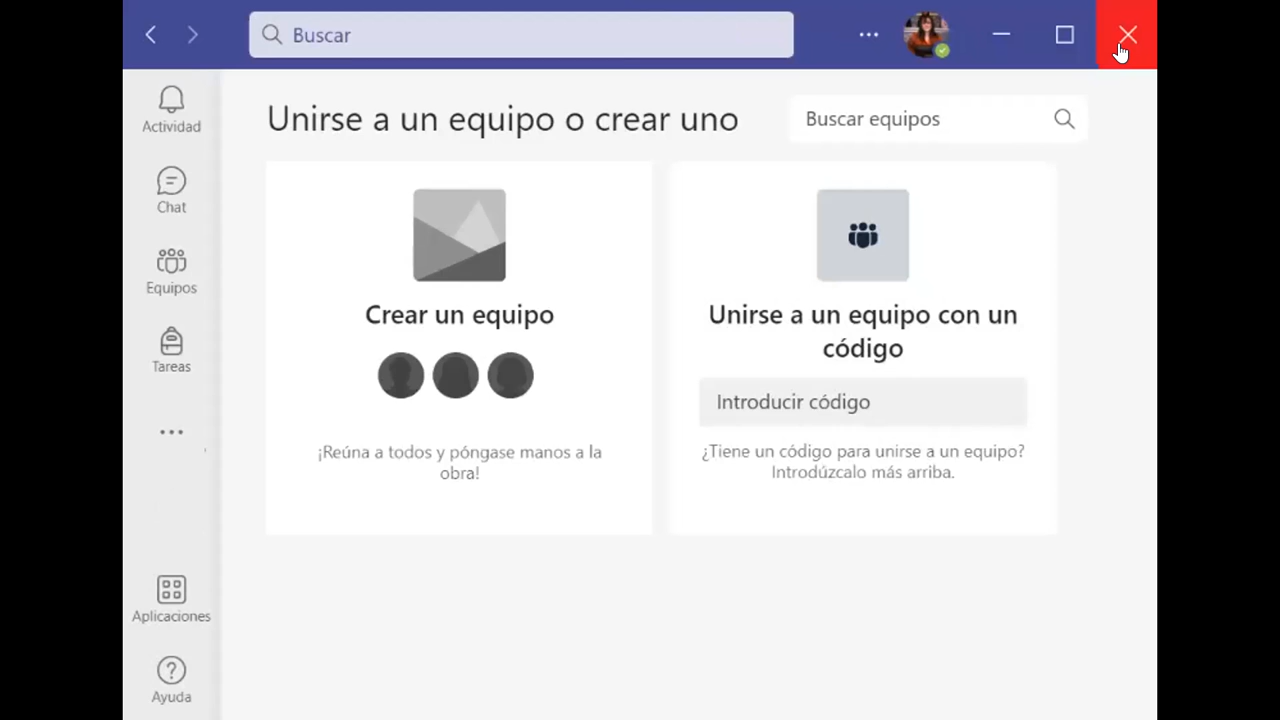 Buscar
Actividad
Chat
Equipos
Tareas
Aplicaciones
Ayuda
Unirse a un equipo o crear uno
Buscar equipos
Crear un equipo
¡Reúna a todos y póngase manos a la
obra!
Unirse a un equipo con un
código
Introducir código
¿Tiene un código para unirse a un equipo?
Introdúzcalo más arriba.